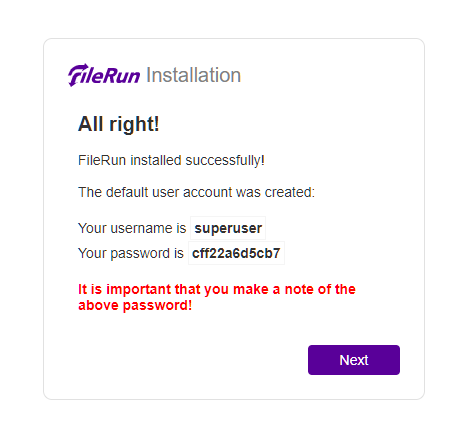 FileRun Installation
All right!
FileRun installed successfully!
The default user account was created:
Your username is superuser
Your password is cff22a6d5cb7
It is important that you make a note of the
above password!
Next